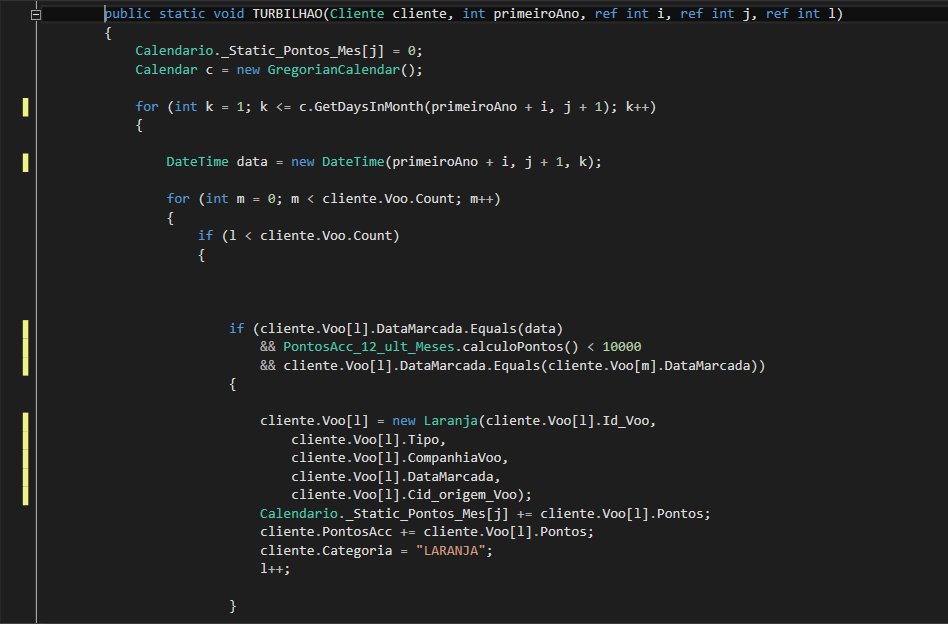 public static void TURBILHAO(Cliente cliente, int primeiroAno, ref int i, ref int j, ref int l)
{
Calendario._Static_Pontos_Mes[j] = 0;
Calendar c = new GregorianCalendar();
for (int k = 1; k <= c.GetDaysInMonth(primeiroAno + i, j + 1); k++)
{
DateTime data = new DateTime(primeiroAno + i, j + 1, k);
for (int m = 0; m < cliente.Voo.Count; m++)
{
if (l < cliente.Voo.Count)
{
if (cliente.Voo[l].DataMarcada.Equals(data)
&& PontosAcc_12_ult_Meses.calculoPontos() < 10000
&& cliente.Voo[l].DataMarcada.Equals(cliente.Voo[m].DataMarcada))
{
cliente.Voo[l] = new Laranja(cliente.Voo[l].Id_Voo,
cliente.Voo[l].Tipo,
cliente.Voo[l].CompanhiaVoo,
cliente.Voo[l].DataMarcada,
cliente.Voo[l].Cid_origem_Voo);
Calendario._Static_Pontos_Mes[j] += cliente.Voo[l].Pontos;
cliente.PontosAcc += cliente.Voo[l].Pontos;
cliente.Categoria = "LARANJA";
l++;
}